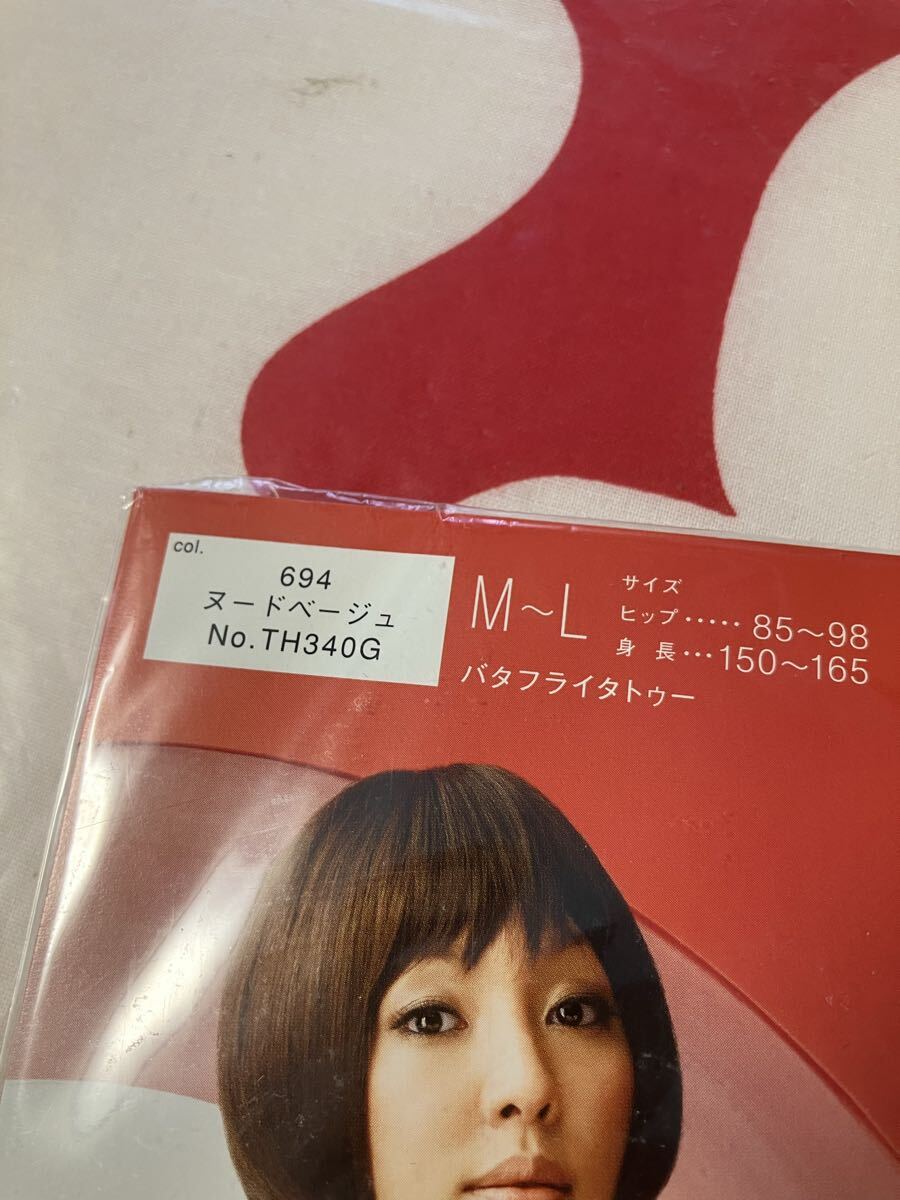 col.
694
ヌードベージュ
No.TH340G
M～L
サイズ
ヒップ‥‥‥85～98
身 長‥･150～165
バタフライタトゥー